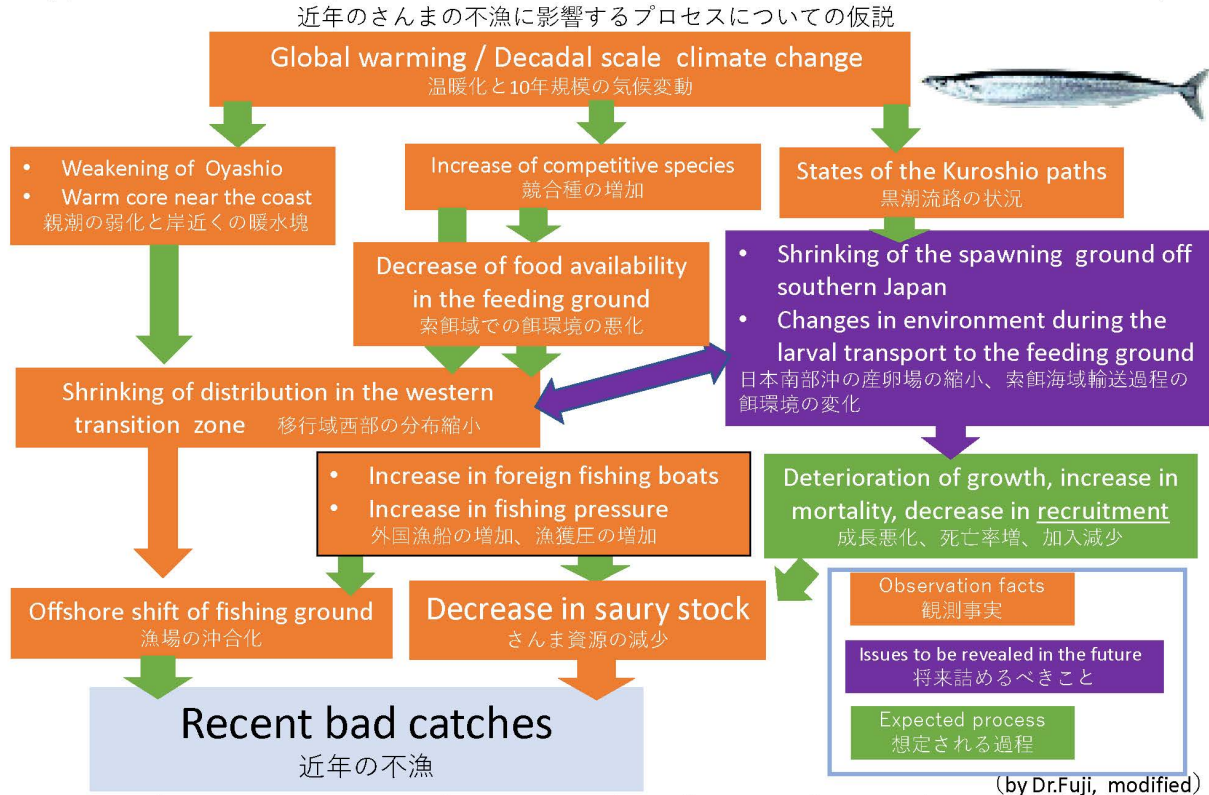 近年のさんまの不漁に影響するプロセスについての仮説
Global warming / Decadal scale climate change
温暖化と10年規模の気候変動
• Weakening of Oyashio
• Warm core near the coast
親潮の弱化と岸近くの暖水塊
Increase of competitive species
競合種の増加
States of the Kuroshio paths
黒潮流路の状況
Decrease of food availability
in the feeding ground
索餌域での餌環境の悪化
• Shrinking of the spawning ground off
southern Japan
• Changes in environment during the
larval transport to the feeding ground
日本南部沖の産卵場の縮小、索餌海域輸送過程の
餌環境の変化
Shrinking of distribution in the western
transition zone 移行域西部の分布縮小
• Increase in foreign fishing boats
• Increase in fishing pressure
外国漁船の増加、漁獲圧の増加
Deterioration of growth, increase in
mortality, decrease in recruitment
成長悪化、死亡率増、加入減少
Offshore shift of fishing ground
漁場の沖合化
Decrease in saury stock
さんま資源の減少
Recent bad catches
近年の不漁
Observation facts
観測事実
Issues to be revealed in the future
将来詰めるべきこと
Expected process
想定される過程
(by Dr.Fuji, modified)